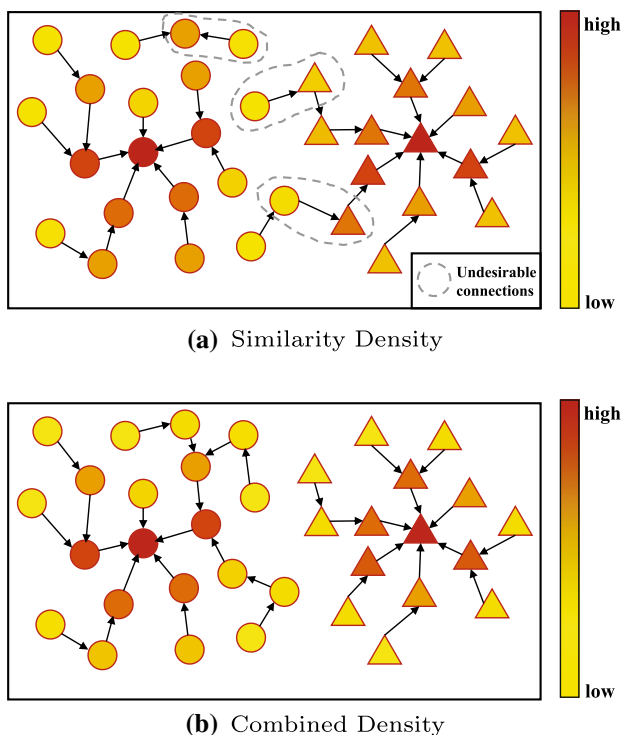 high
Undesirable
connections
low
(a) Similarity Density
high
low
(b) Combined Density